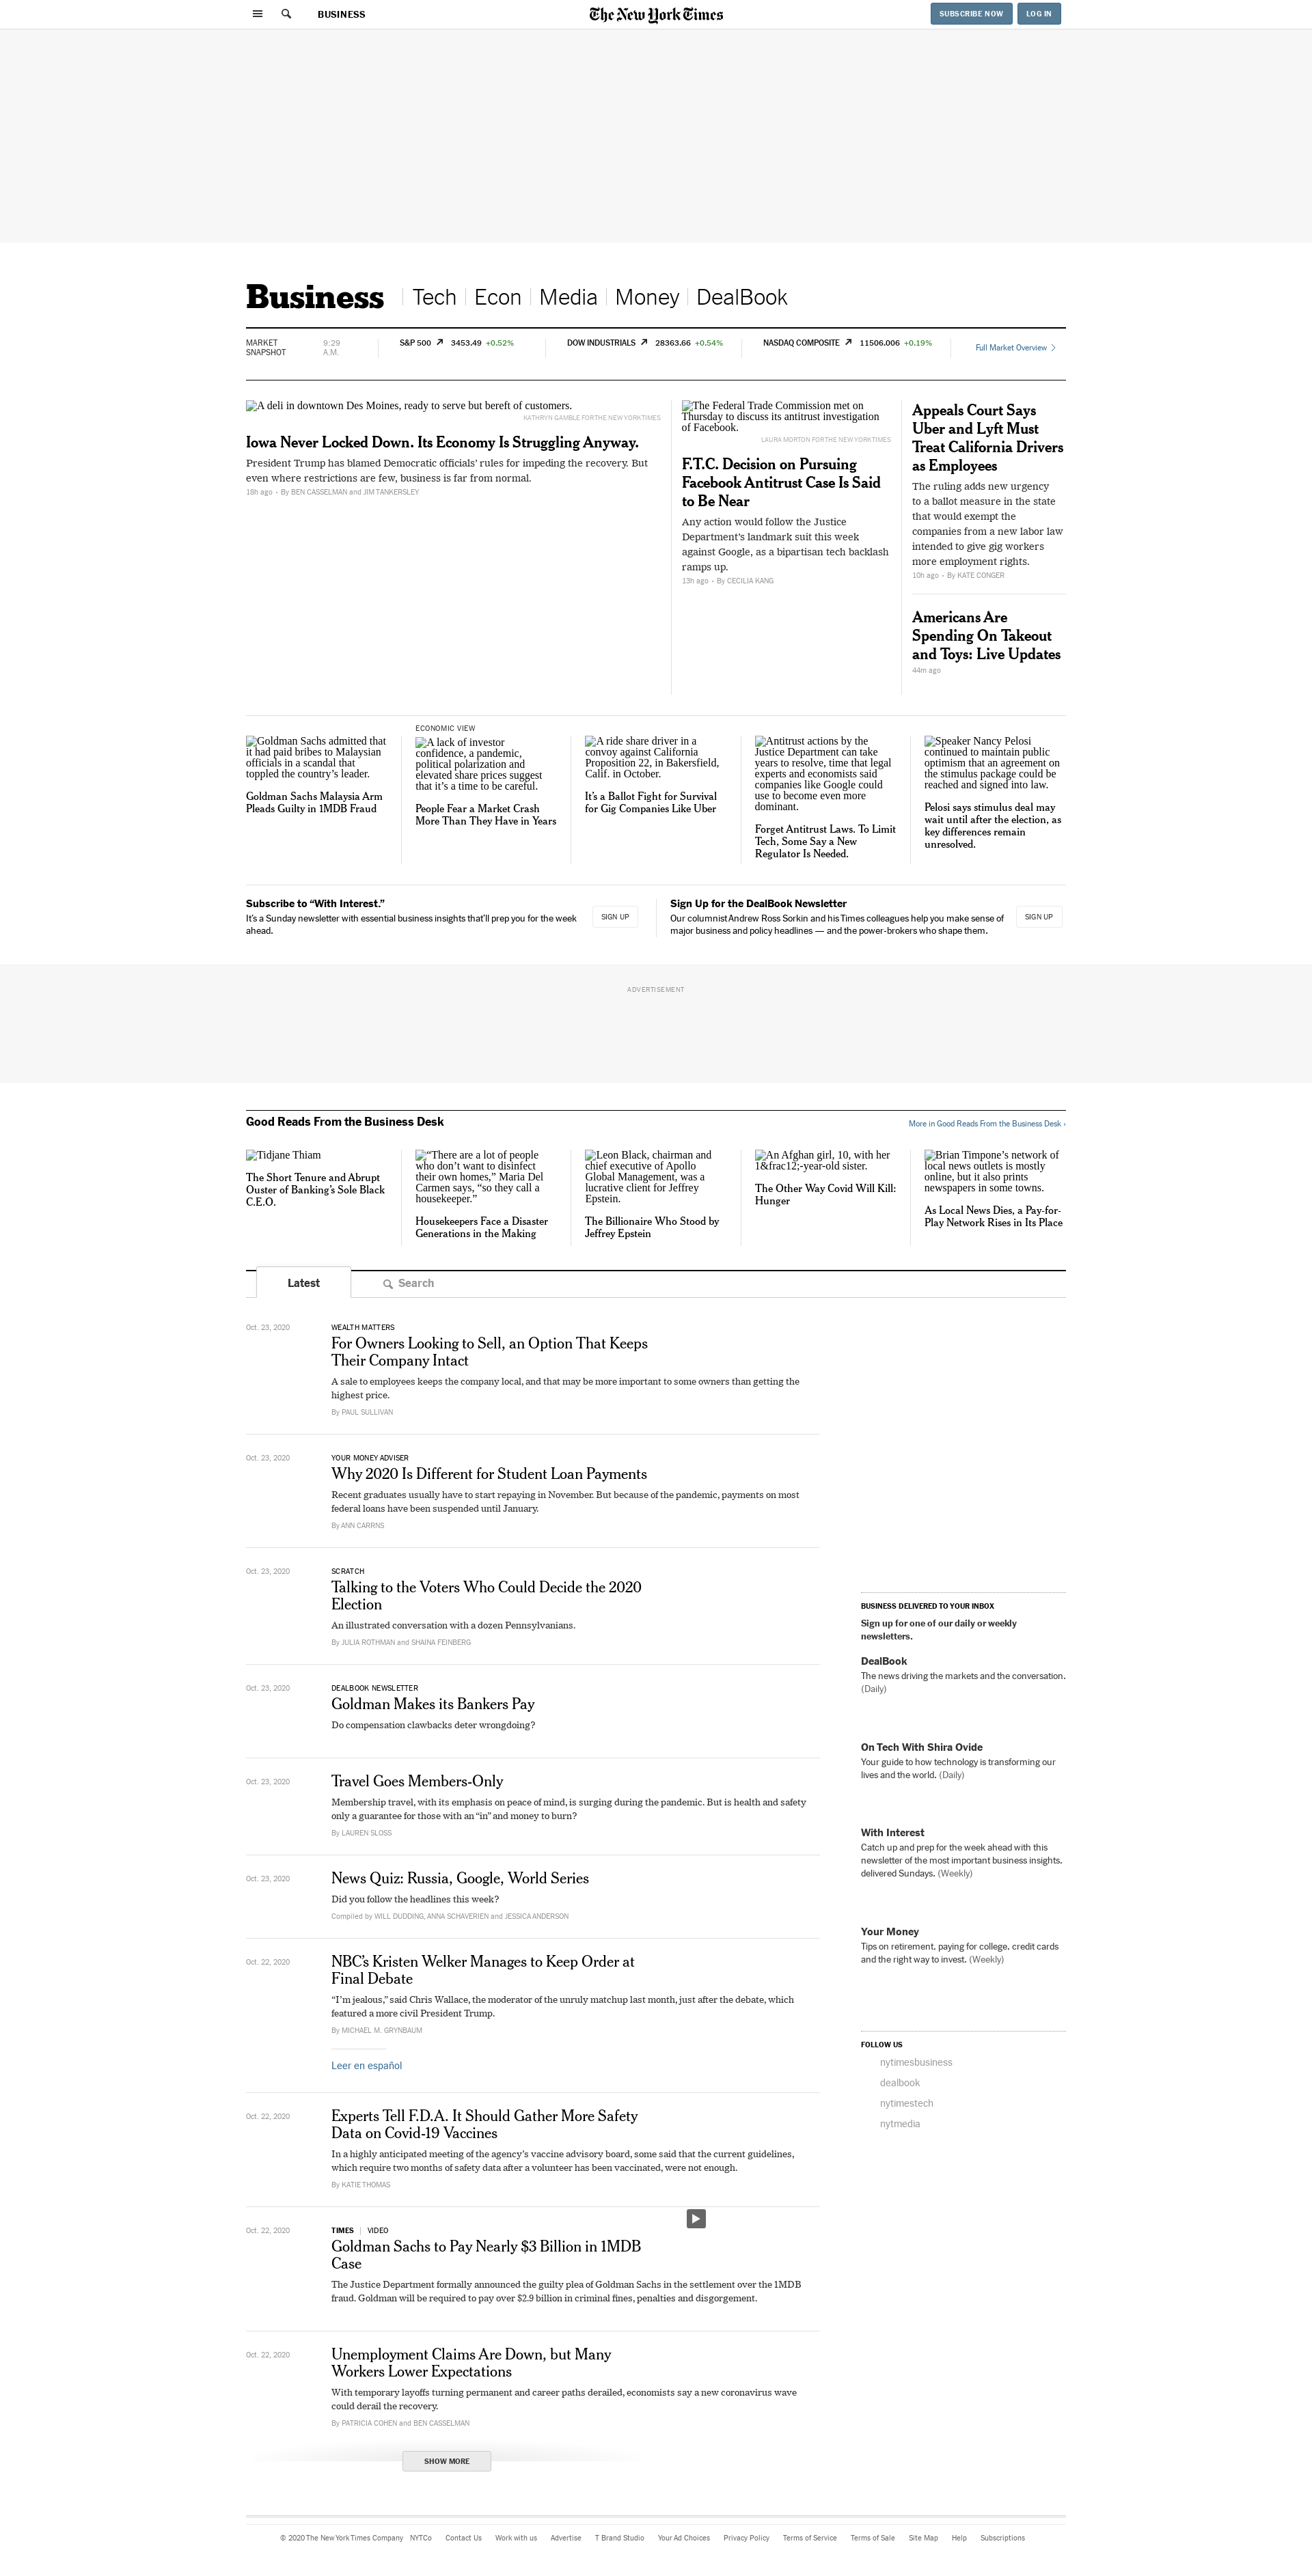 BUSINESS
The New York Times
SUBSCRIBE NOW
LOG IN
Business
Tech
Econ
Media
Money
DealBook
MARKET
SNAPSHOT
9:29
A.M.
S&P 500
3453.49 +0.52%
DOW INDUSTRIALS
28363.66 +0.54%
NASDAQ COMPOSITE
11506.006 +0.19%
Full Market Overview
A deli in downtown Des Moines, ready to serve but bereft of customers.
KATHRYN GAMBLE FOR THE NEW YORK TIMES
Iowa Never Locked Down. Its Economy Is Struggling Anyway.
President Trump has blamed Democratic officials’ rules for impeding the recovery. But
even where restrictions are few, business is far from normal.
18h ago • By BEN CASSELMAN and JIM TANKERSLEY
The Federal Trade Commission met on
Thursday to discuss its antitrust investigation
of Facebook.
LAURA MORTON FOR THE NEW YORK TIMES
F.T.C. Decision on Pursuing
Facebook Antitrust Case Is Said
to Be Near
Any action would follow the Justice
Department’s landmark suit this week
against Google, as a bipartisan tech backlash
ramps up.
13h ago • By CECILIA KANG
Appeals Court Says
Uber and Lyft Must
Treat California Drivers
as Employees
The ruling adds new urgency
to a ballot measure in the state
that would exempt the
companies from a new labor law
intended to give gig workers
more employment rights.
10h ago • By KATE CONGER
Americans Are
Spending On Takeout
and Toys: Live Updates
44m ago
Goldman Sachs admitted that
it had paid bribes to Malaysian
officials in a scandal that
toppled the country’s leader.
Goldman Sachs Malaysia Arm
Pleads Guilty in 1MDB Fraud
ECONOMIC VIEW
A lack of investor
confidence, a pandemic,
political polarization and
elevated share prices suggest
that it’s a time to be careful.
People Fear a Market Crash
More Than They Have in Years
A ride share driver in a
convoy against California
Proposition 22, in Bakersfield,
Calif. in October.
It’s a Ballot Fight for Survival
for Gig Companies Like Uber
Antitrust actions by the
Justice Department can take
years to resolve, time that legal
experts and economists said
companies like Google could
use to become even more
dominant.
Forget Antitrust Laws. To Limit
Tech, Some Say a New
Regulator Is Needed.
Speaker Nancy Pelosi
continued to maintain public
optimism that an agreement on
the stimulus package could be
reached and signed into law.
Pelosi says stimulus deal may
wait until after the election, as
key differences remain
unresolved.
Subscribe to “With Interest.”
It’s a Sunday newsletter with essential business insights that’ll prep you for the week
ahead.
SIGN UP
Sign Up for the DealBook Newsletter
Our columnist Andrew Ross Sorkin and his Times colleagues help you make sense of
major business and policy headlines — and the power-brokers who shape them.
SIGN UP
ADVERTISEMENT
Good Reads From the Business Desk
More in Good Reads From the Business Desk ›
Tidjane Thiam
The Short Tenure and Abrupt
Ouster of Banking’s Sole Black
C.E.O.
“There are a lot of people
who don’t want to disinfect
their own homes,” Maria Del
Carmen says, “so they call a
housekeeper.”
Housekeepers Face a Disaster
Generations in the Making
Leon Black, chairman and
chief executive of Apollo
Global Management, was a
lucrative client for Jeffrey
Epstein.
The Billionaire Who Stood by
Jeffrey Epstein
An Afghan girl, 10, with her
1&frac12;-year-old sister.
The Other Way Covid Will Kill:
Hunger
Brian Timpone’s network of
local news outlets is mostly
online, but it also prints
newspapers in some towns.
As Local News Dies, a Pay-for-
Play Network Rises in Its Place
Latest
Search
Oct. 23, 2020
WEALTH MATTERS
For Owners Looking to Sell, an Option That Keeps
Their Company Intact
A sale to employees keeps the company local, and that may be more important to some owners than getting the
highest price.
By PAUL SULLIVAN
Oct. 23, 2020
YOUR MONEY ADVISER
Why 2020 Is Different for Student Loan Payments
Recent graduates usually have to start repaying in November. But because of the pandemic, payments on most
federal loans have been suspended until January.
By ANN CARRNS
Oct. 23, 2020
SCRATCH
Talking to the Voters Who Could Decide the 2020
Election
An illustrated conversation with a dozen Pennsylvanians.
By JULIA ROTHMAN and SHAINA FEINBERG
Oct. 23, 2020
DEALBOOK NEWSLETTER
Goldman Makes its Bankers Pay
Do compensation clawbacks deter wrongdoing?
Oct. 23, 2020
Travel Goes Members-Only
Membership travel, with its emphasis on peace of mind, is surging during the pandemic. But is health and safety
only a guarantee for those with an “in” and money to burn?
By LAUREN SLOSS
Oct. 23, 2020
News Quiz: Russia, Google, World Series
Did you follow the headlines this week?
Compiled by WILL DUDDING, ANNA SCHAVERIEN and JESSICA ANDERSON
Oct. 22, 2020
NBC’s Kristen Welker Manages to Keep Order at
Final Debate
“I’m jealous,” said Chris Wallace, the moderator of the unruly matchup last month, just after the debate, which
featured a more civil President Trump.
By MICHAEL M. GRYNBAUM
Leer en español
Oct. 22, 2020
Experts Tell F.D.A. It Should Gather More Safety
Data on Covid-19 Vaccines
In a highly anticipated meeting of the agency’s vaccine advisory board, some said that the current guidelines,
which require two months of safety data after a volunteer has been vaccinated, were not enough.
By KATIE THOMAS
Oct. 22, 2020
TIMES | VIDEO
Goldman Sachs to Pay Nearly $3 Billion in 1MDB
Case
The Justice Department formally announced the guilty plea of Goldman Sachs in the settlement over the 1MDB
fraud. Goldman will be required to pay over $2.9 billion in criminal fines, penalties and disgorgement.
Oct. 22, 2020
Unemployment Claims Are Down, but Many
Workers Lower Expectations
With temporary layoffs turning permanent and career paths derailed, economists say a new coronavirus wave
could derail the recovery.
By PATRICIA COHEN and BEN CASSELMAN
SHOW MORE
BUSINESS DELIVERED TO YOUR INBOX
Sign up for one of our daily or weekly
newsletters.
DealBook
The news driving the markets and the conversation.
(Daily)
On Tech With Shira Ovide
Your guide to how technology is transforming our
lives and the world. (Daily)
With Interest
Catch up and prep for the week ahead with this
newsletter of the most important business insights,
delivered Sundays. (Weekly)
Your Money
Tips on retirement, paying for college, credit cards
and the right way to invest. (Weekly)
FOLLOW US
nytimesbusiness
dealbook
nytimestech
nytmedia
© 2020 The New York Times Company NYTCo Contact Us Work with us Advertise T Brand Studio Your Ad Choices Privacy Policy Terms of Service Terms of Sale Site Map Help Subscriptions